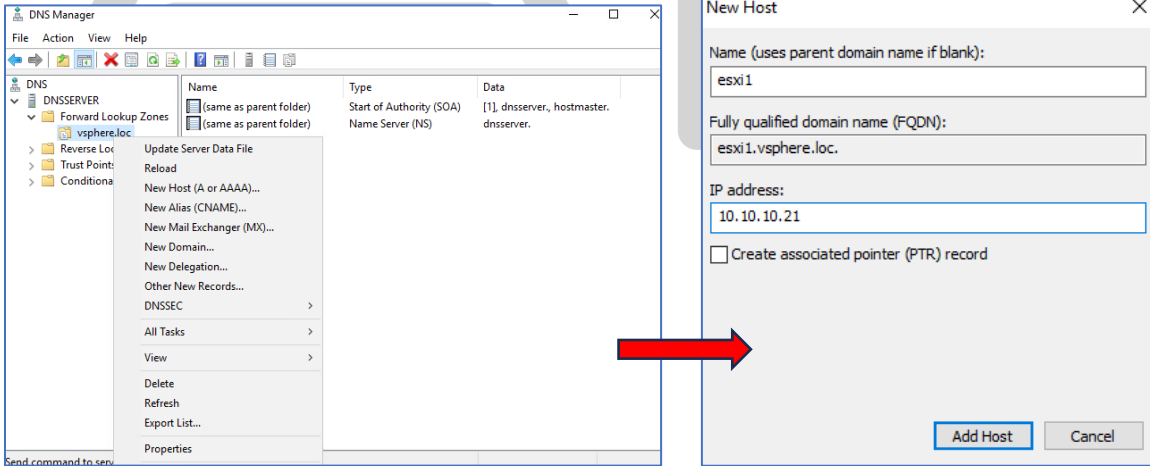 DNS Manager
File Action View Help
DNS
DNSSERVER
Forward Lookup Zones
vsphere.loc
Reverse Loc
Trust Points
Conditiona
Name Type Data
(same as parent folder) Start of Authority (SOA) [1], dnsserver., hostmaster.
(same as parent folder) Name Server (NS) dnsserver.
Update Server Data File
Reload
New Host (A or AAAA)...
New Alias (CNAME)...
New Mail Exchanger (MX)...
New Domain...
New Delegation...
Other New Records...
DNSSEC
All Tasks
View
Delete
Refresh
Export List...
Properties
Send command to serv
New Host
Name (uses parent domain name if blank):
esxi1
Fully qualified domain name (FQDN):
esxi1.vsphere.loc.
IP address:
10.10.10.21
Create associated pointer (PTR) record
Add Host Cancel